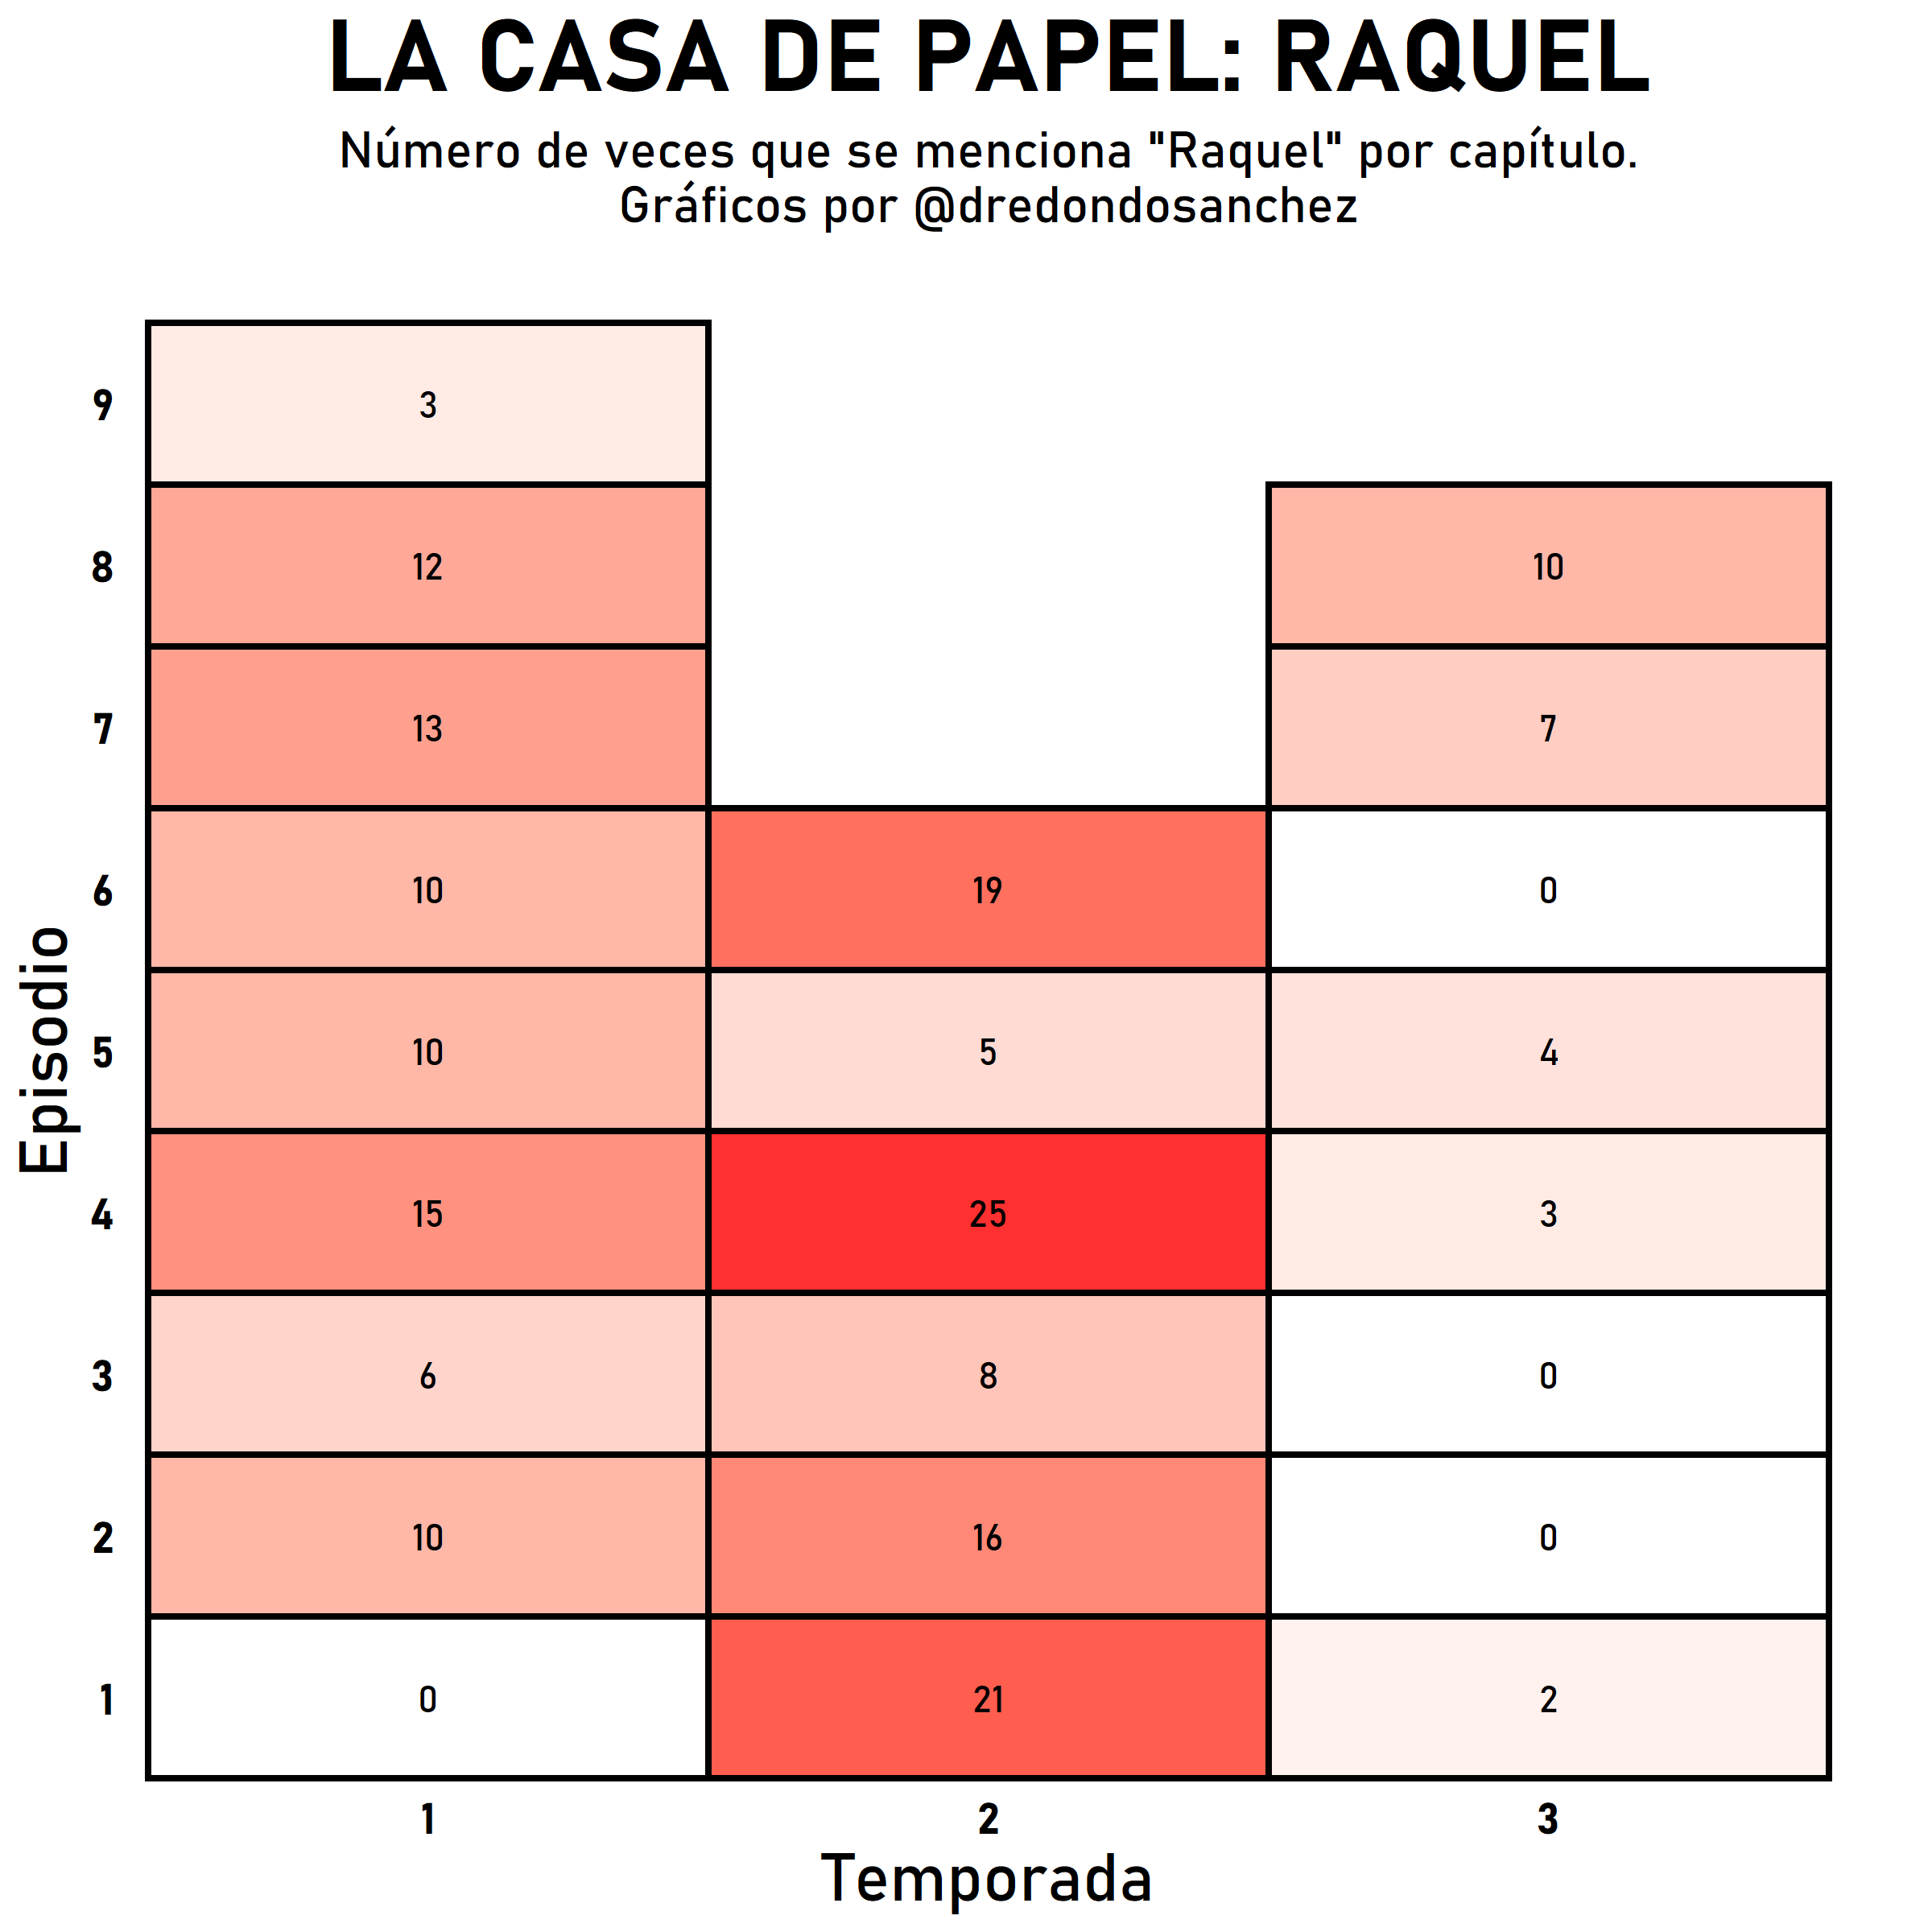 LA CASA DE PAPEL: RAQUEL
Número de veces que se menciona "Raquel" por capítulo.
Gráficos por @dredondosanchez
9 3
8 12 10
7 13 7
6 10 19 0
Episodio
5 10 5 4
4 15 25 3
3 6 8 0
2 10 16 0
1 0 21 2
1 2 3
Temporada